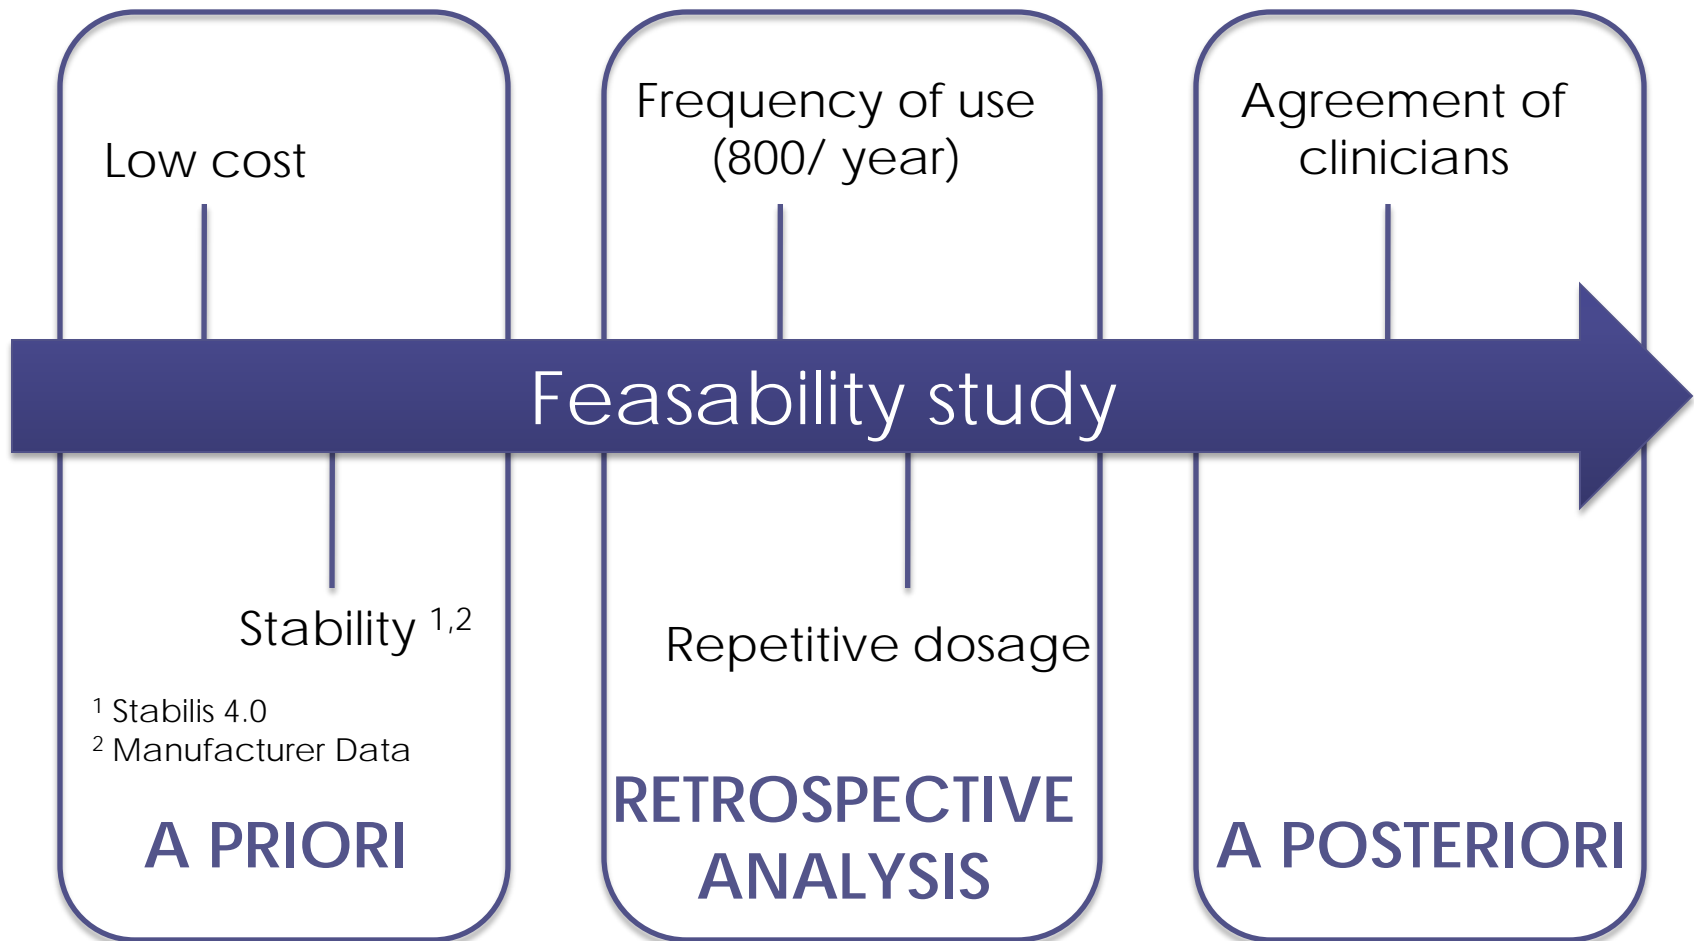 Low cost
Frequency of use
(800/ year)
Agreement of
clinicians
Feasability study
Stability ¹,²
Repetitive dosage
¹ Stabilis 4.0
² Manufacturer Data
A PRIORI
RETROSPECTIVE
ANALYSIS
A POSTERIORI